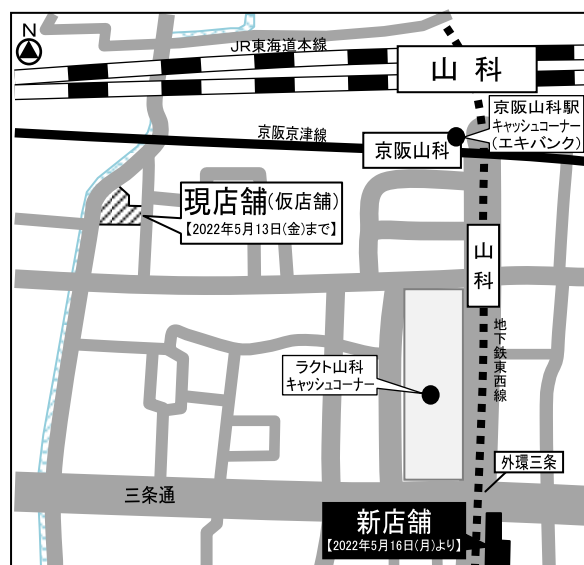 N
JR東海道本線
山科
京阪山科駅
キャッシュコーナー
(エキバンク)
京阪京津線
京阪山科
現店舗(仮店舗)
【2022年5月13日(金)まで】
山科
地下鉄東西線
ラクト山科
キャッシュコーナー
外環三条
三条通
新店舗
【2022年5月16日(月)より】